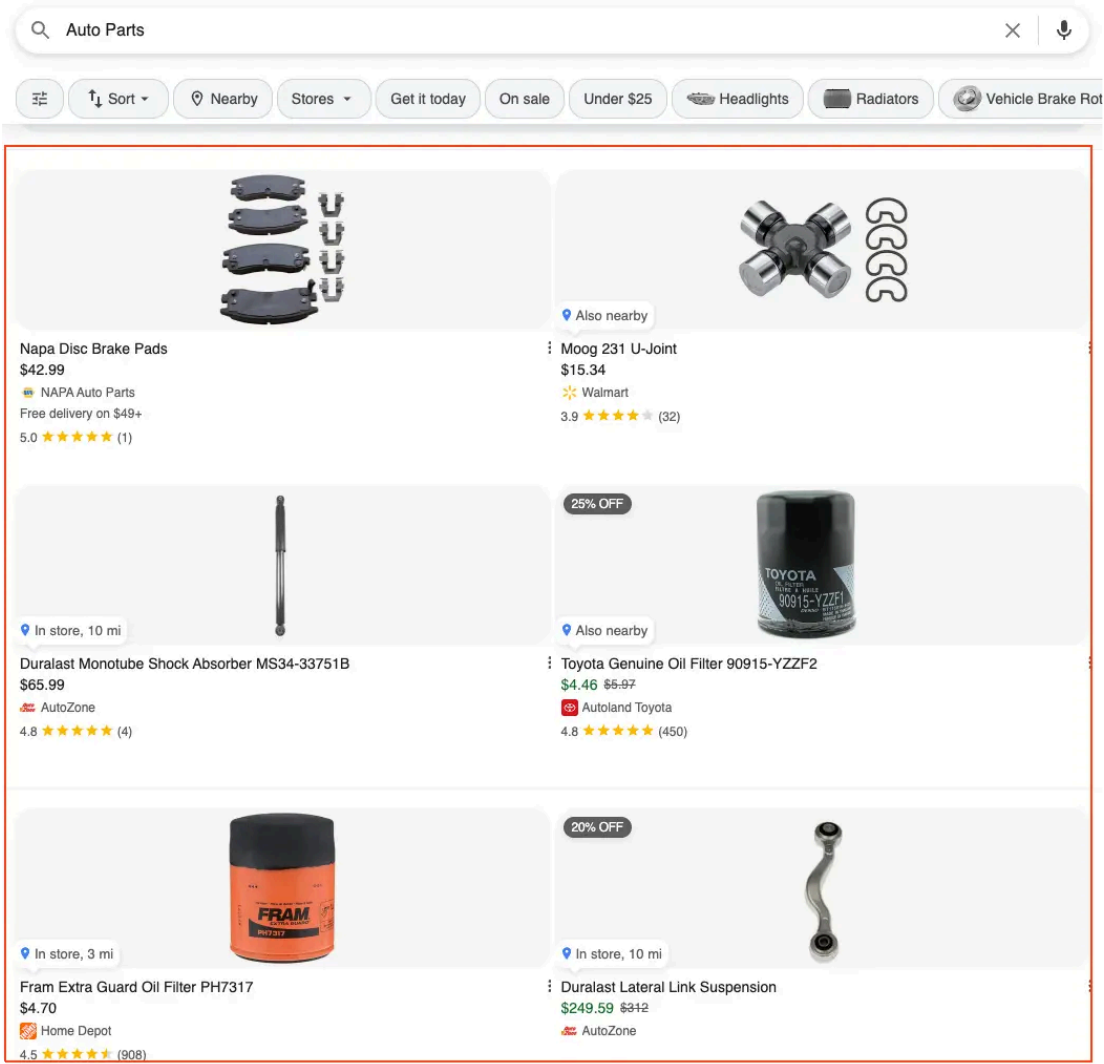 Auto Parts
Sort
Nearby
Stores
Get it today
On sale
Under $25
Headlights
Radiators
Vehicle Brake Rot
Also nearby
Napa Disc Brake Pads
$42.99
NAPA Auto Parts
Free delivery on $49+
5.0 (1)
Moog 231 U-Joint
$15.34
Walmart
3.9 (32)
In store, 10 mi
Duralast Monotube Shock Absorber MS34-33751B
$65.99
AutoZone
4.8 (4)
25% OFF
TOYOTA
OIL FILTER
90915-YZZF1
Also nearby
Toyota Genuine Oil Filter 90915-YZZF2
$4.46 $5.97
Autoland Toyota
4.8 (450)
FRAM
EXTRA GUARD
PH7317
In store, 3 mi
Fram Extra Guard Oil Filter PH7317
$4.70
Home Depot
4.5 (908)
20% OFF
In store, 10 mi
Duralast Lateral Link Suspension
$249.59 $312
AutoZone